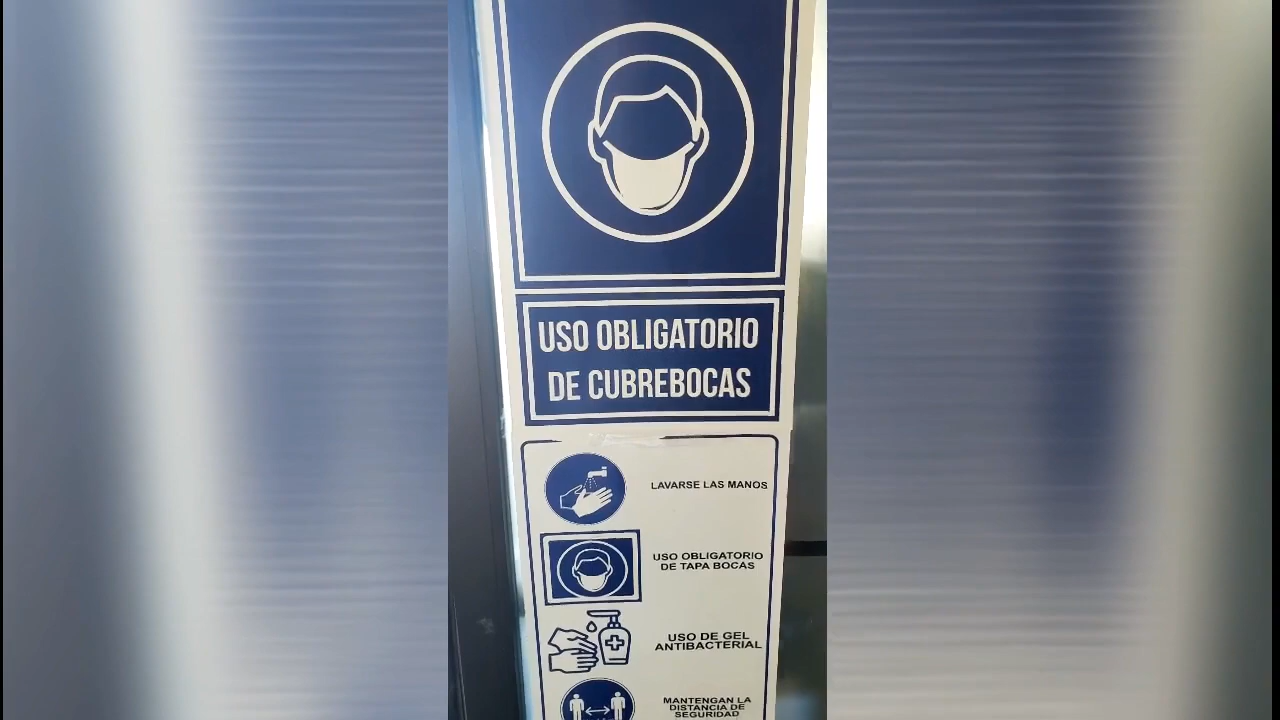 USO OBLIGATORIO
DE CUBREBOCAS
LAVARSE LAS MANOS
USO OBLIGATORIO
DE TAPA BOCAS
USO DE GEL
ANTIBACTERIAL
MANTENGAN LA
DISTANCIA DE
SEGURIDAD